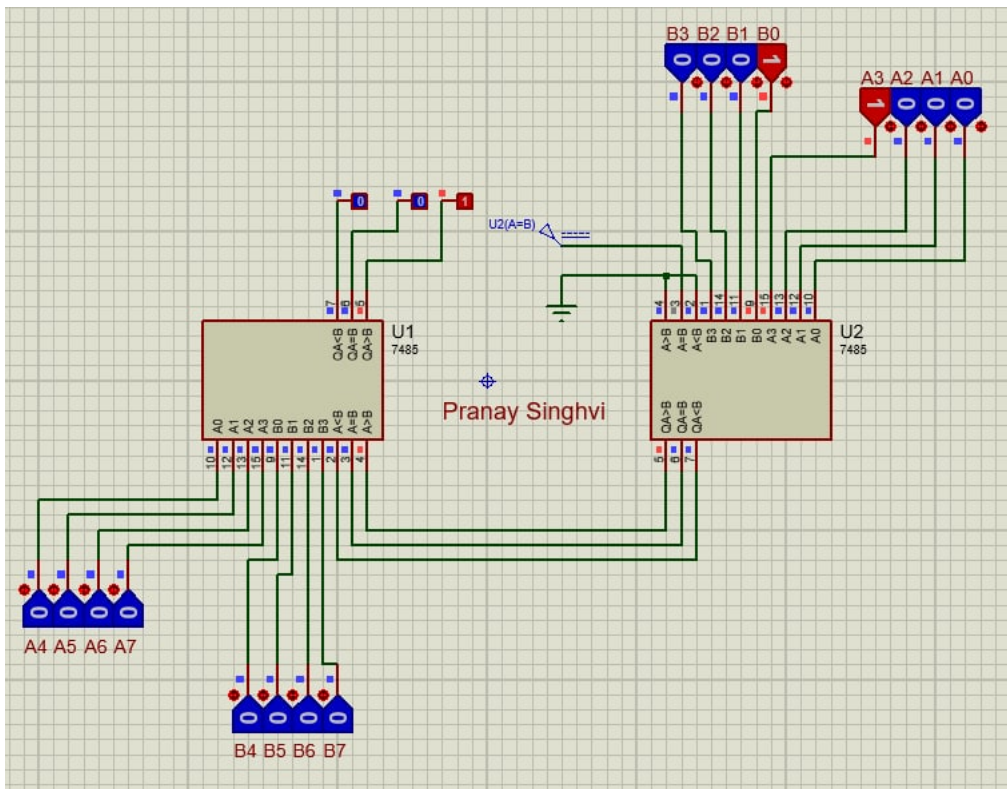 B3 B2 B1 B0
0 0 0 1
A3 A2 A1 A0
1 0 0 0
0 0 1
U2(A=B)
7 6 5
QA<B QA=B QA>B
U1
7485
A0 A1 A2 A3 B0 B1 B2 B3 A<B A=B A>B
10 12 13 15 9 11 14 1 2 3 4
4 3 2 1 14 11 9 15 13 12 10
A>B A=B A<B B3 B2 B1 B0 A3 A2 A1 A0
U2
7485
QA>B QA=B QA<B
5 6 7
Pranay Singhvi
0 0 0 0
A4 A5 A6 A7
0 0 0 0
B4 B5 B6 B7